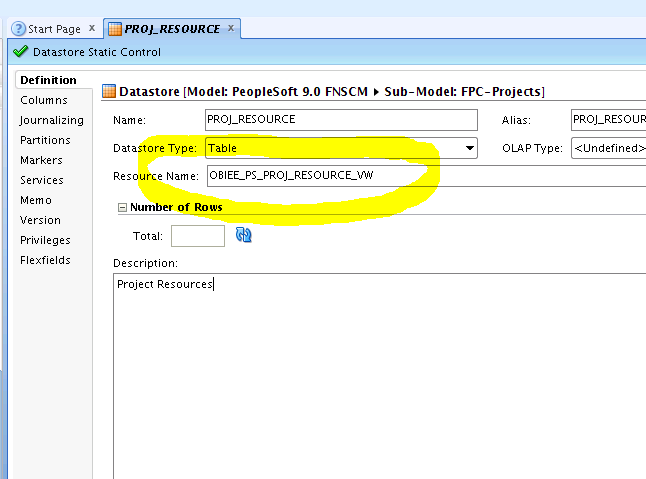 Start Page x PROJ_RESOURCE x
Datastore Static Control
Definition
Columns
Journalizing
Partitions
Markers
Services
Memo
Version
Privileges
Flexfields
Datastore [Model: PeopleSoft 9.0 FNSCM ▸ Sub-Model: FPC-Projects]
Name: PROJ_RESOURCE Alias: PROJ_RESOUR
Datastore Type: Table OLAP Type: <Undefined>
Resource Name: OBIEE_PS_PROJ_RESOURCE_VW
Number of Rows
Total:
Description:
Project Resources